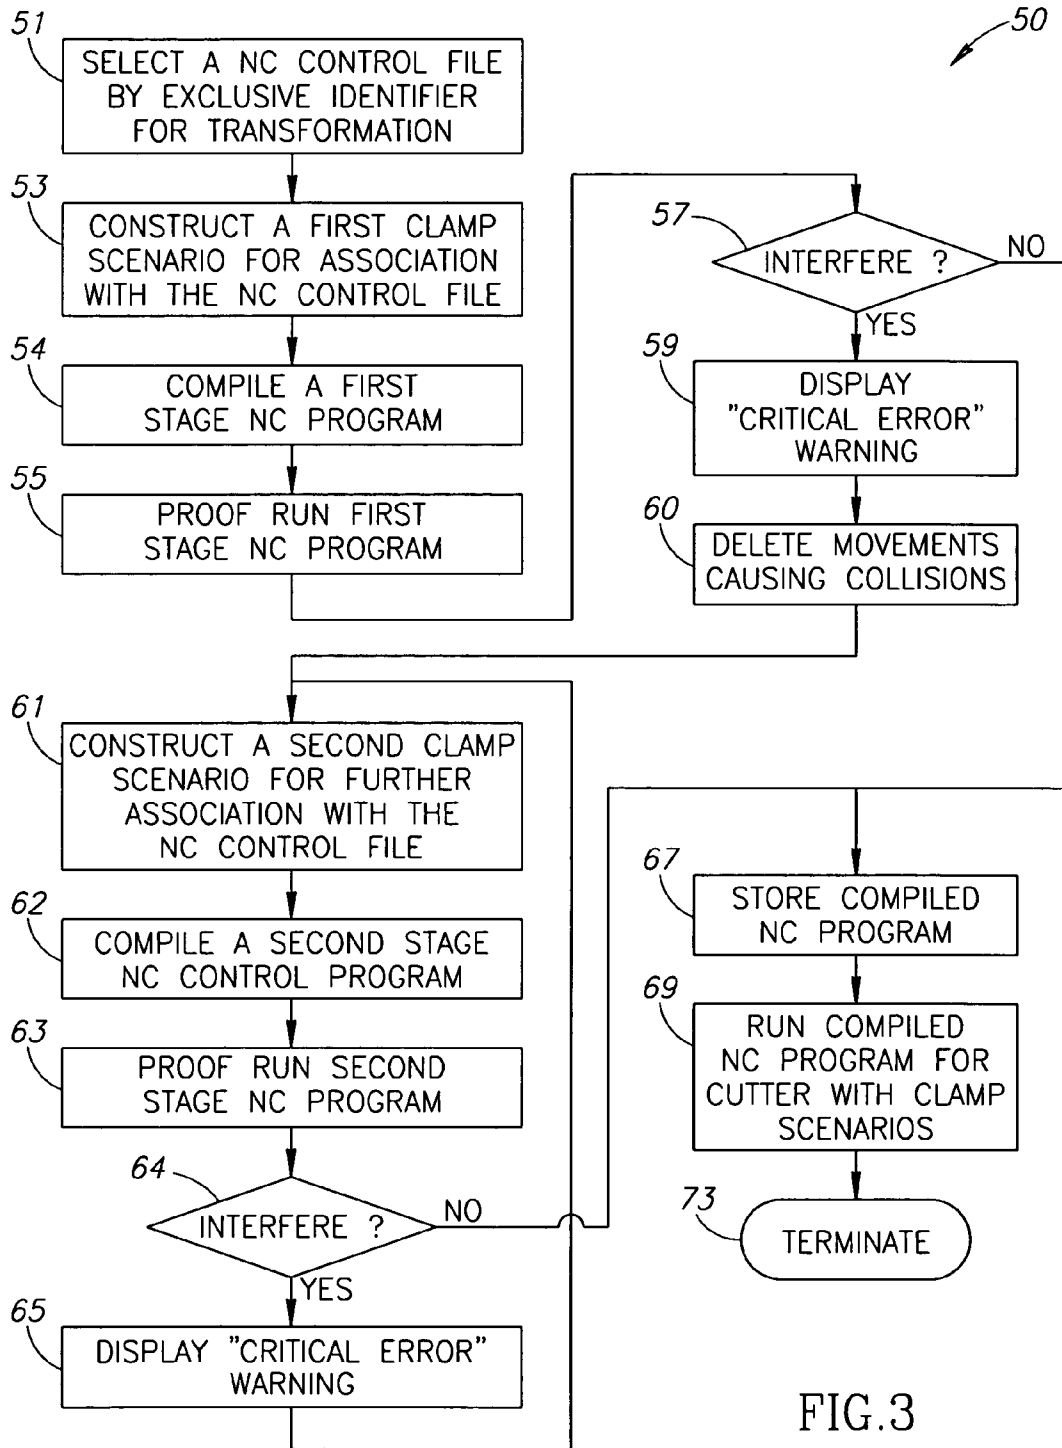 50
51
SELECT A NC CONTROL FILE
BY EXCLUSIVE IDENTIFIER
FOR TRANSFORMATION
53
CONSTRUCT A FIRST CLAMP
SCENARIO FOR ASSOCIATION
WITH THE NC CONTROL FILE
54
COMPILE A FIRST
STAGE NC PROGRAM
55
PROOF RUN FIRST
STAGE NC PROGRAM
57
INTERFERE ?
NO
YES
59
DISPLAY
"CRITICAL ERROR"
WARNING
60
DELETE MOVEMENTS
CAUSING COLLISIONS
61
CONSTRUCT A SECOND CLAMP
SCENARIO FOR FURTHER
ASSOCIATION WITH THE
NC CONTROL FILE
62
COMPILE A SECOND STAGE
NC CONTROL PROGRAM
63
PROOF RUN SECOND
STAGE NC PROGRAM
64
INTERFERE ?
NO
YES
65
DISPLAY "CRITICAL ERROR"
WARNING
67
STORE COMPILED
NC PROGRAM
69
RUN COMPILED
NC PROGRAM FOR
CUTTER WITH CLAMP
SCENARIOS
73
TERMINATE
FIG.3